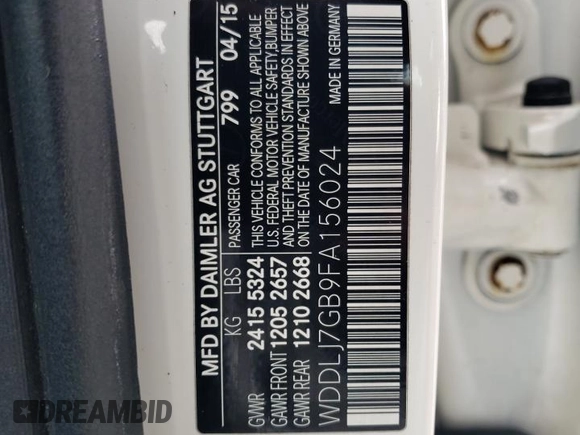 MFD BY DAIMLER AG STUTTGART
KG LBS PASSENGER CAR 799 04/15
GVWR 2415 5324
GAWR FRONT 1205 2657
GAWR REAR 1210 2668
THIS VEHICLE CONFORMS TO ALL APPLICABLE
U.S. FEDERAL MOTOR VEHICLE SAFETY,BUMPER
AND THEFT PREVENTION STANDARDS IN EFFECT
ON THE DATE OF MANUFACTURE SHOWN ABOVE
WDDLJ7GB9FA156024 MADE IN GERMANY
DREAMBID